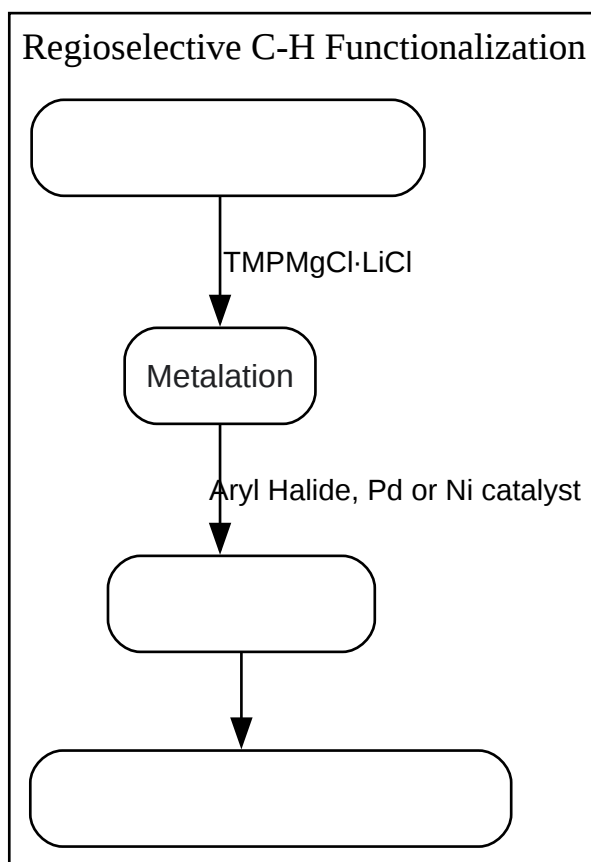 Regioselective C-H Functionalization
TMPMgCl·LiCl
Metalation
Aryl Halide, Pd or Ni catalyst